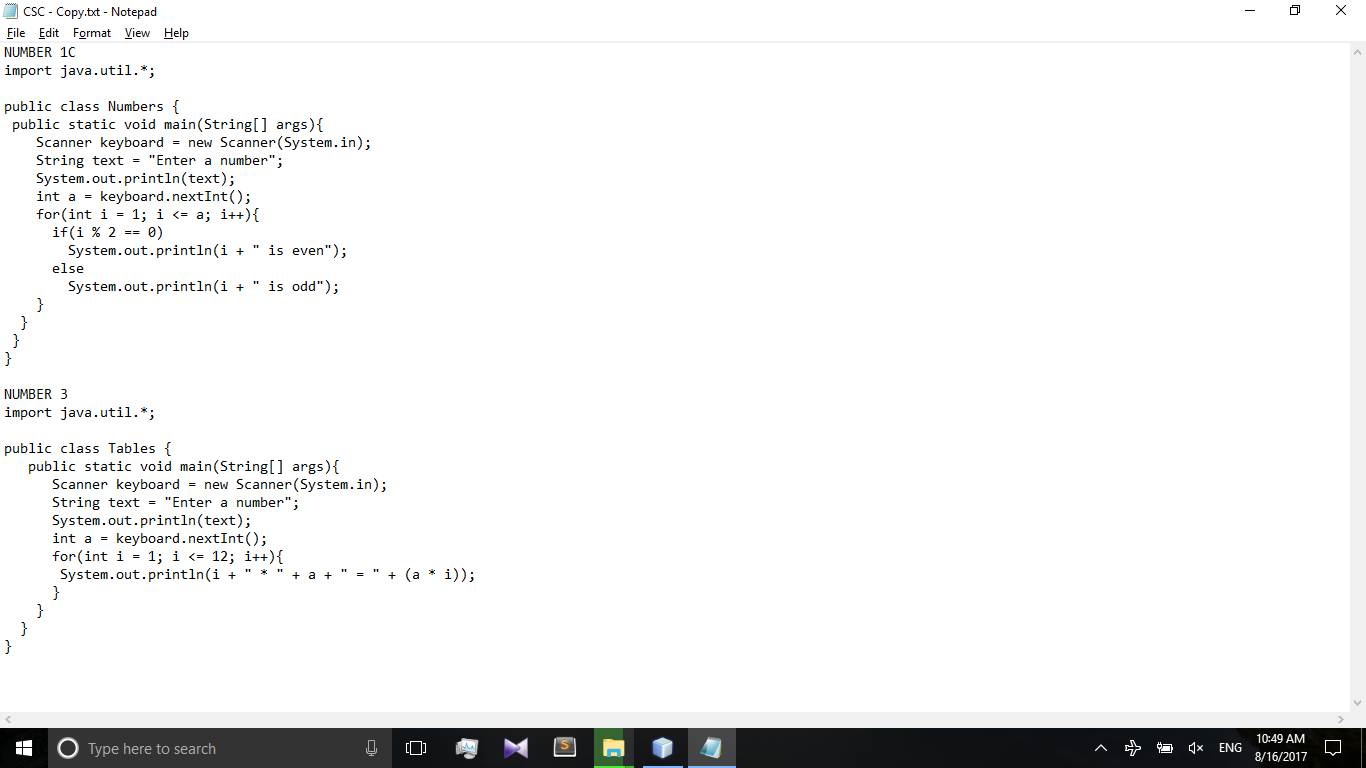 CSC - Copy.txt - Notepad
File Edit Format View Help
NUMBER 1C
import java.util.*;

public class Numbers {
 public static void main(String[] args){
    Scanner keyboard = new Scanner(System.in);
    String text = "Enter a number";
    System.out.println(text);
    int a = keyboard.nextInt();
    for(int i = 1; i <= a; i++){
      if(i % 2 == 0)
        System.out.println(i + " is even");
      else
        System.out.println(i + " is odd");
    }
  }
 }
}

NUMBER 3
import java.util.*;

public class Tables {
   public static void main(String[] args){
      Scanner keyboard = new Scanner(System.in);
      String text = "Enter a number";
      System.out.println(text);
      int a = keyboard.nextInt();
      for(int i = 1; i <= 12; i++){
       System.out.println(i + " * " + a + " = " + (a * i));
      }
    }
  }
}
Type here to search
S
ENG
10:49 AM
8/16/2017